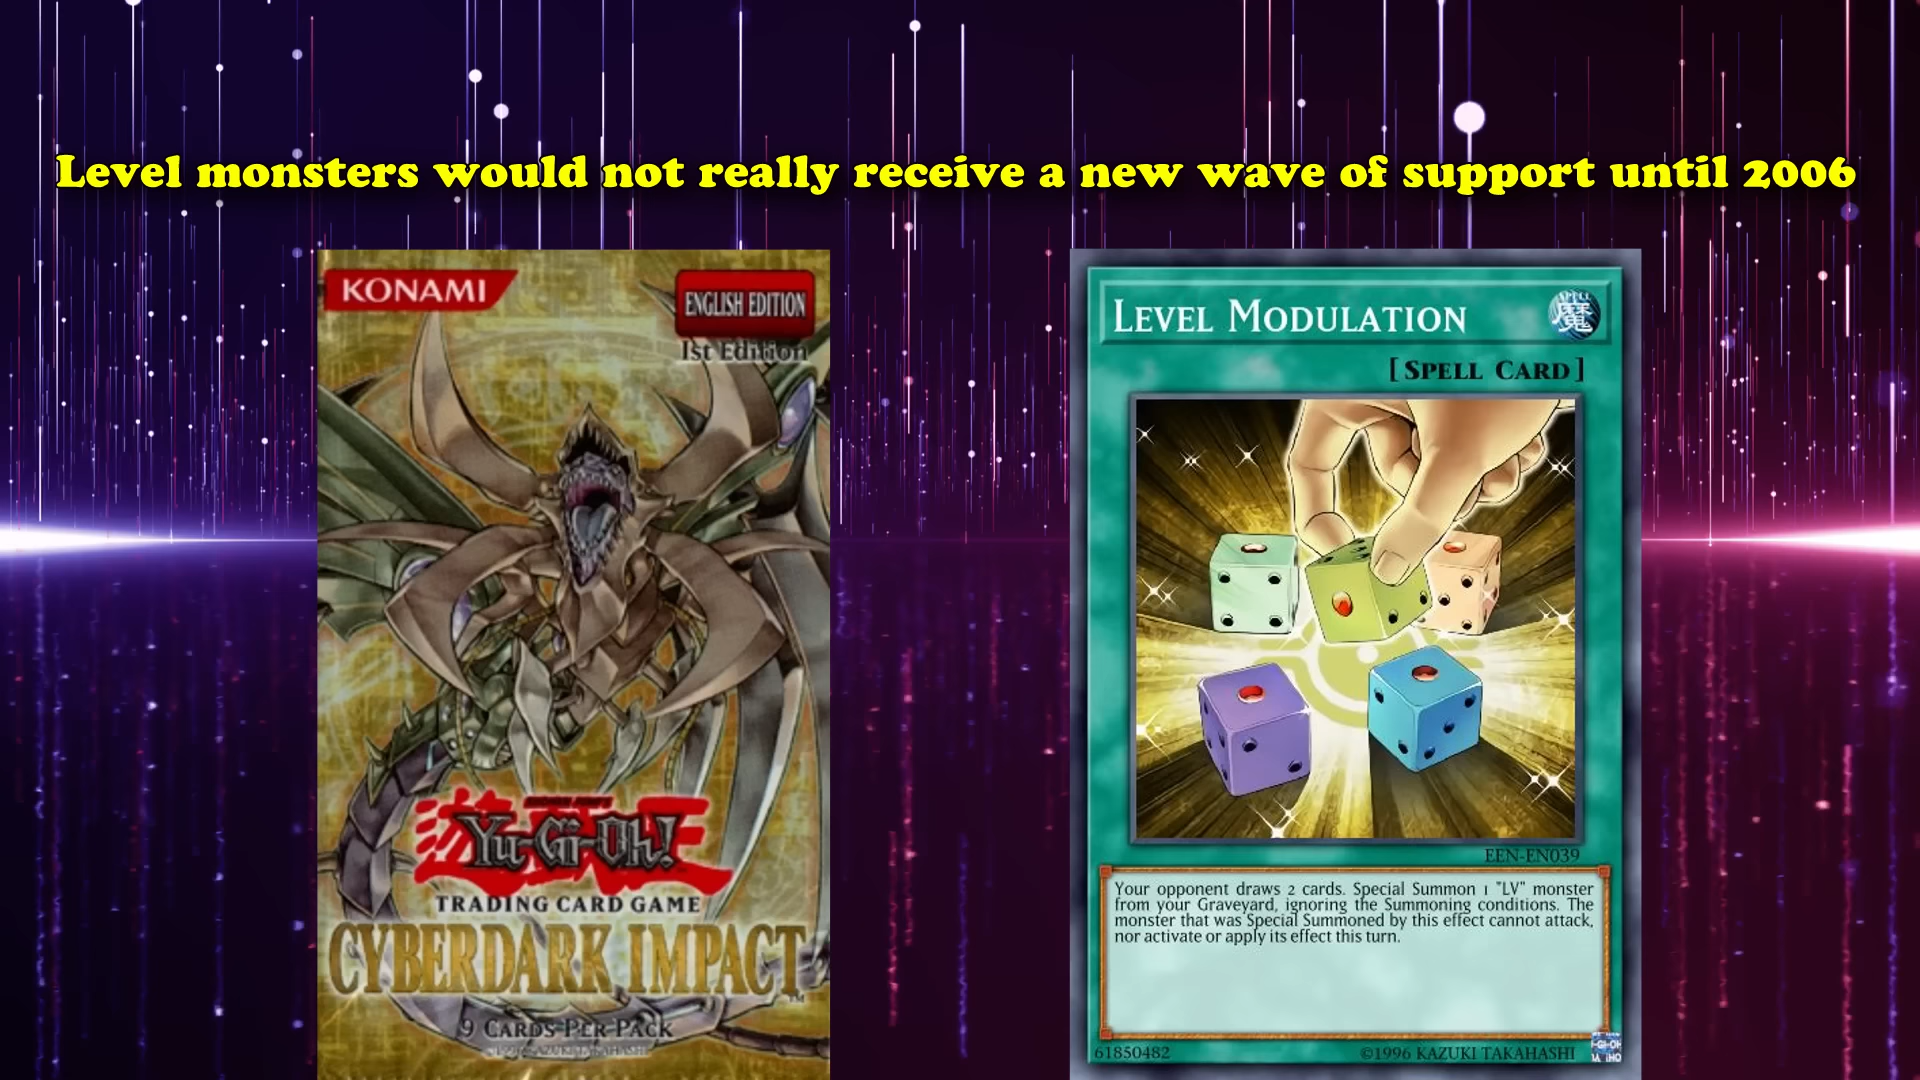 Level monsters would not really receive a new wave of support until 2006
KONAMI
ENGLISH EDITION
1st Edition
Yu-Gi-Oh!
TRADING CARD GAME
CYBERDARK IMPACT
TM
9 CARDS PER PACK
LEVEL MODULATION
SPELL
魔
[SPELL CARD]
EEN-EN039
Your opponent draws 2 cards. Special Summon 1 "LV" monster
from your Graveyard, ignoring the Summoning conditions. The
monster that was Special Summoned by this effect cannot attack,
nor activate or apply its effect this turn.
61850482
©1996 KAZUKI TAKAHASHI